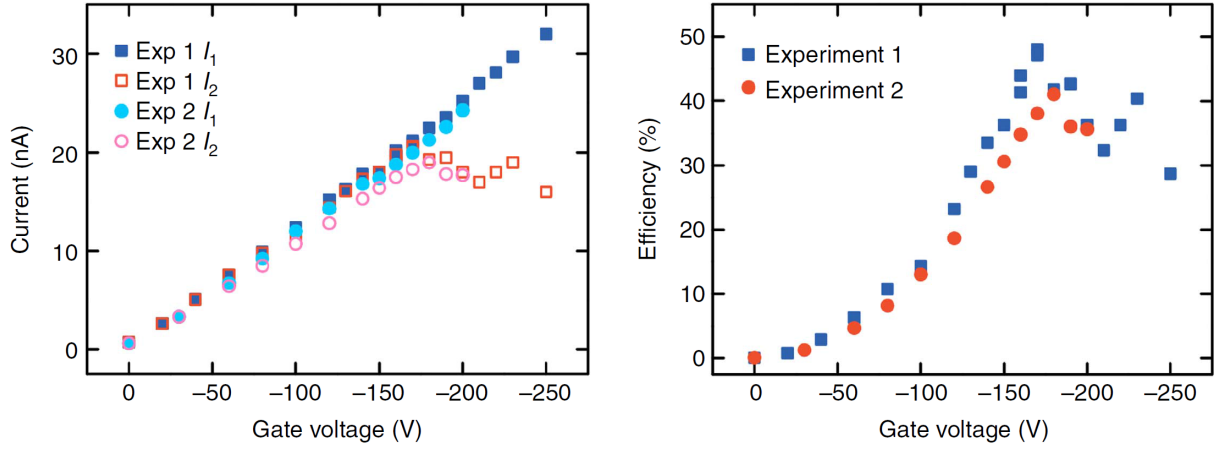 Current (nA)
30
20
10
0
Exp 1 I₁
Exp 1 I₂
Exp 2 I₁
Exp 2 I₂
0 –50 –100 –150 –200 –250
Gate voltage (V)
Efficiency (%)
50
40
30
20
10
0
Experiment 1
Experiment 2
0 –50 –100 –150 –200 –250
Gate voltage (V)